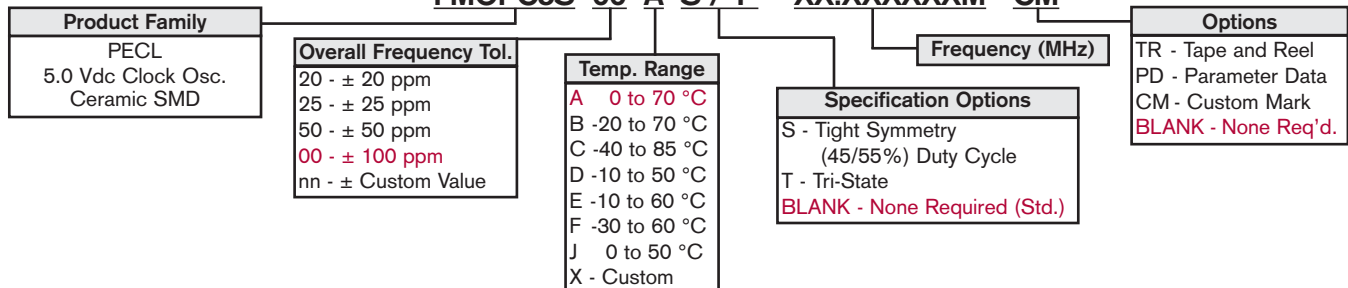 Product Family
PECL
5.0 Vdc Clock Osc.
Ceramic SMD
Overall Frequency Tol.
20 - ± 20 ppm
25 - ± 25 ppm
50 - ± 50 ppm
00 - ± 100 ppm
nn - ± Custom Value
Temp. Range
A 0 to 70 °C
B -20 to 70 °C
C -40 to 85 °C
D -10 to 50 °C
E -10 to 60 °C
F -30 to 60 °C
J 0 to 50 °C
X - Custom
Specification Options
S - Tight Symmetry
(45/55%) Duty Cycle
T - Tri-State
BLANK - None Required (Std.)
Frequency (MHz)
Options
TR - Tape and Reel
PD - Parameter Data
CM - Custom Mark
BLANK - None Req’d.